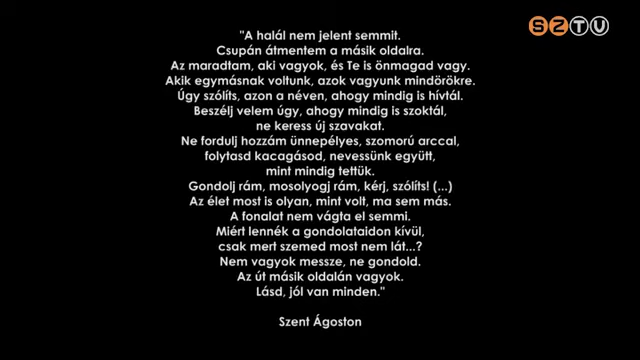 SZTV
"A halál nem jelent semmit.
Csupán átmentem a másik oldalra.
Az maradtam, aki vagyok, és Te is önmagad vagy.
Akik egymásnak voltunk, azok vagyunk mindörökre.
Úgy szólíts, azon a néven, ahogy mindig is hívtál.
Beszélj velem úgy, ahogy mindig is szoktál,
ne keress új szavakat.
Ne fordulj hozzám ünnepélyes, szomorú arccal,
folytasd kacagásod, nevessünk együtt,
mint mindig tettük.
Gondolj rám, mosolyogj rám, kérj, szólíts! (...)
Az élet most is olyan, mint volt, ma sem más.
A fonalat nem vágta el semmi.
Miért lennék a gondolataidon kívül,
csak mert szemed most nem lát...?
Nem vagyok messze, ne gondold.
Az út másik oldalán vagyok.
Lásd, jól van minden."
Szent Ágoston